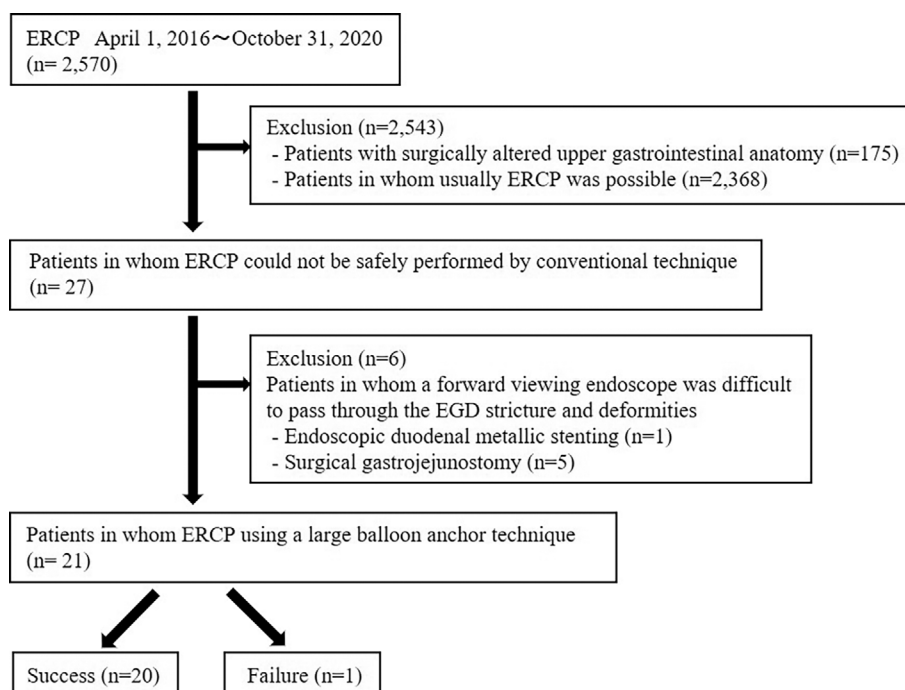 ERCP April 1, 2016～October 31, 2020
(n= 2,570)
Exclusion (n=2,543)
- Patients with surgically altered upper gastrointestinal anatomy (n=175)
- Patients in whom usually ERCP was possible (n=2,368)
Patients in whom ERCP could not be safely performed by conventional technique
(n= 27)
Exclusion (n=6)
Patients in whom a forward viewing endoscope was difficult
to pass through the EGD stricture and deformities
- Endoscopic duodenal metallic stenting (n=1)
- Surgical gastrojejunostomy (n=5)
Patients in whom ERCP using a large balloon anchor technique
(n= 21)
Success (n=20)
Failure (n=1)